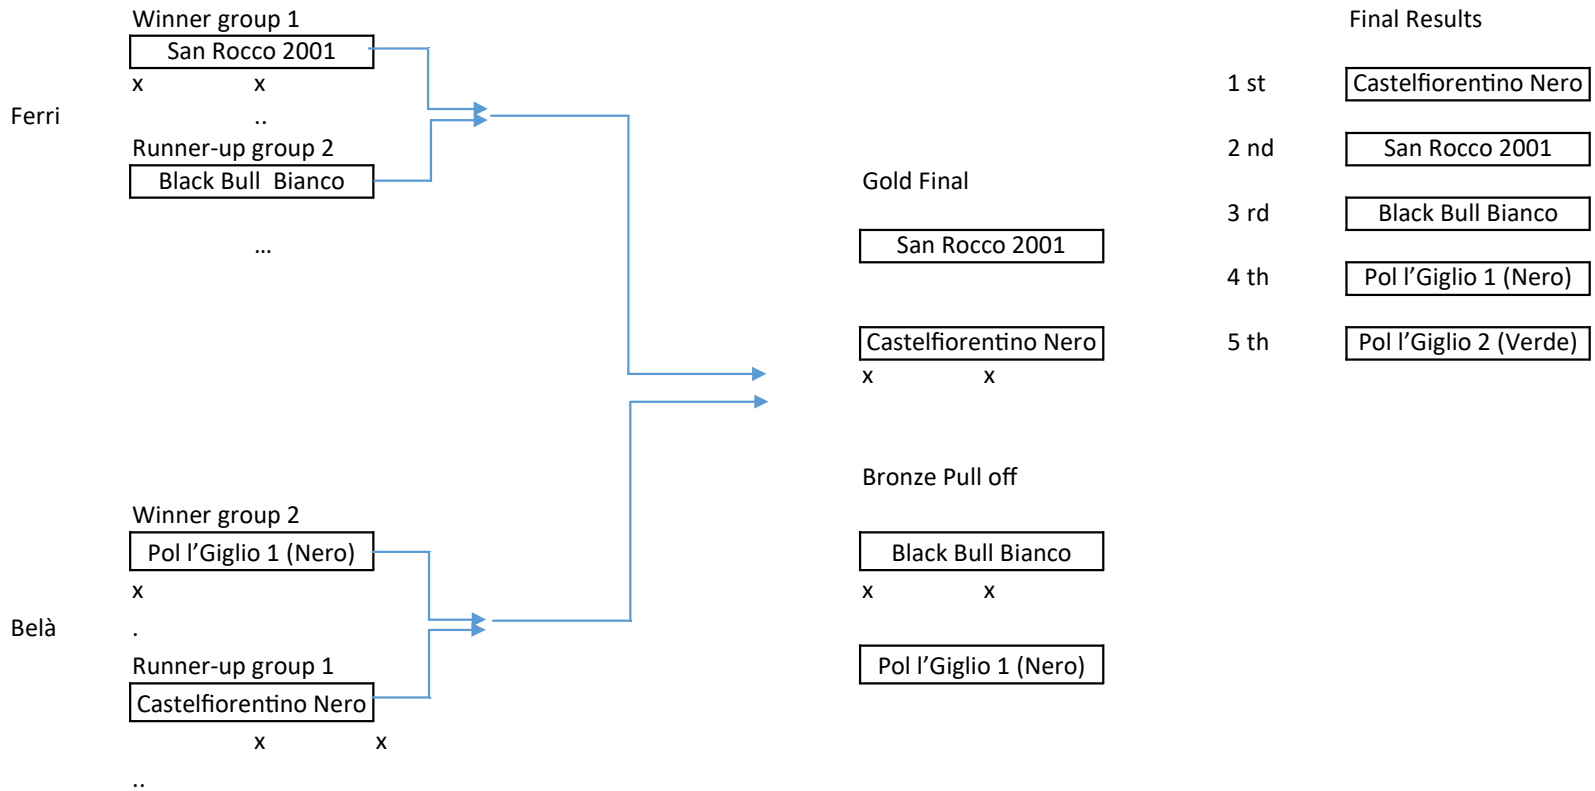 Winner group 1
San Rocco 2001
x x
Ferri
..
Runner-up group 2
Black Bull Bianco
...
Winner group 2
Pol l'Giglio 1 (Nero)
x
Belà
.
Runner-up group 1
Castelfiorentino Nero
x x
..
Gold Final
San Rocco 2001
Castelfiorentino Nero
x x
Bronze Pull off
Black Bull Bianco
x x
Pol l'Giglio 1 (Nero)
Final Results
1 st Castelfiorentino Nero
2 nd San Rocco 2001
3 rd Black Bull Bianco
4 th Pol l'Giglio 1 (Nero)
5 th Pol l'Giglio 2 (Verde)